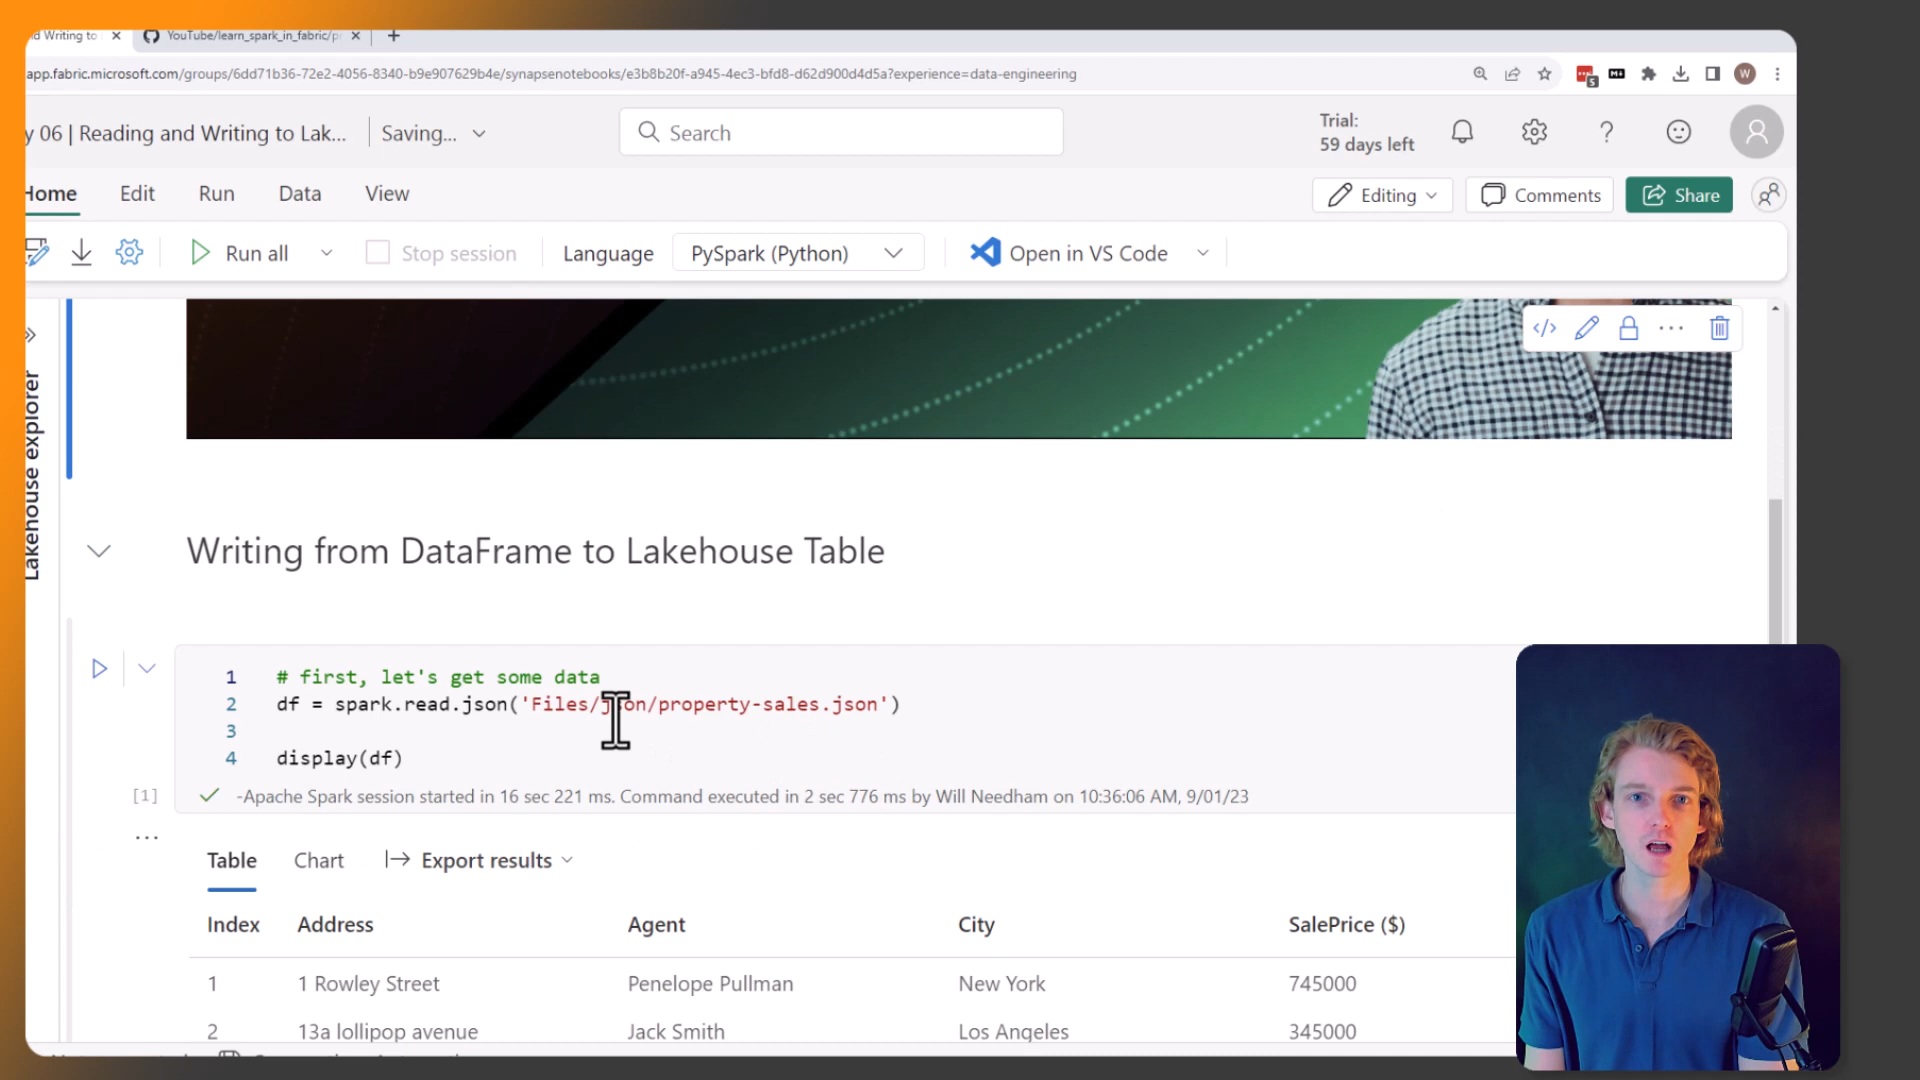 d Writing to
YouTube/learn_spark_in_fabric/pr
app.fabric.microsoft.com/groups/6dd71b36-72e2-4056-8340-b9e907629b4e/synapsenotebooks/e3b8b20f-a945-4ec3-bfd8-d62d900d4d5a?experience=data-engineering
5
M
W
y 06 | Reading and Writing to Lak...
Saving...
Search
Trial:
59 days left
Home
Edit
Run
Data
View
Editing
Comments
Share
Run all
Stop session
Language
PySpark (Python)
Open in VS Code
Lakehouse explorer
Writing from DataFrame to Lakehouse Table
1 # first, let's get some data
2 df = spark.read.json('Files/json/property-sales.json')
3
4 display(df)
[1]
-Apache Spark session started in 16 sec 221 ms. Command executed in 2 sec 776 ms by Will Needham on 10:36:06 AM, 9/01/23
Table
Chart
Export results
Index Address Agent City SalePrice ($)
1 1 Rowley Street Penelope Pullman New York 745000
2 13a lollipop avenue Jack Smith Los Angeles 345000